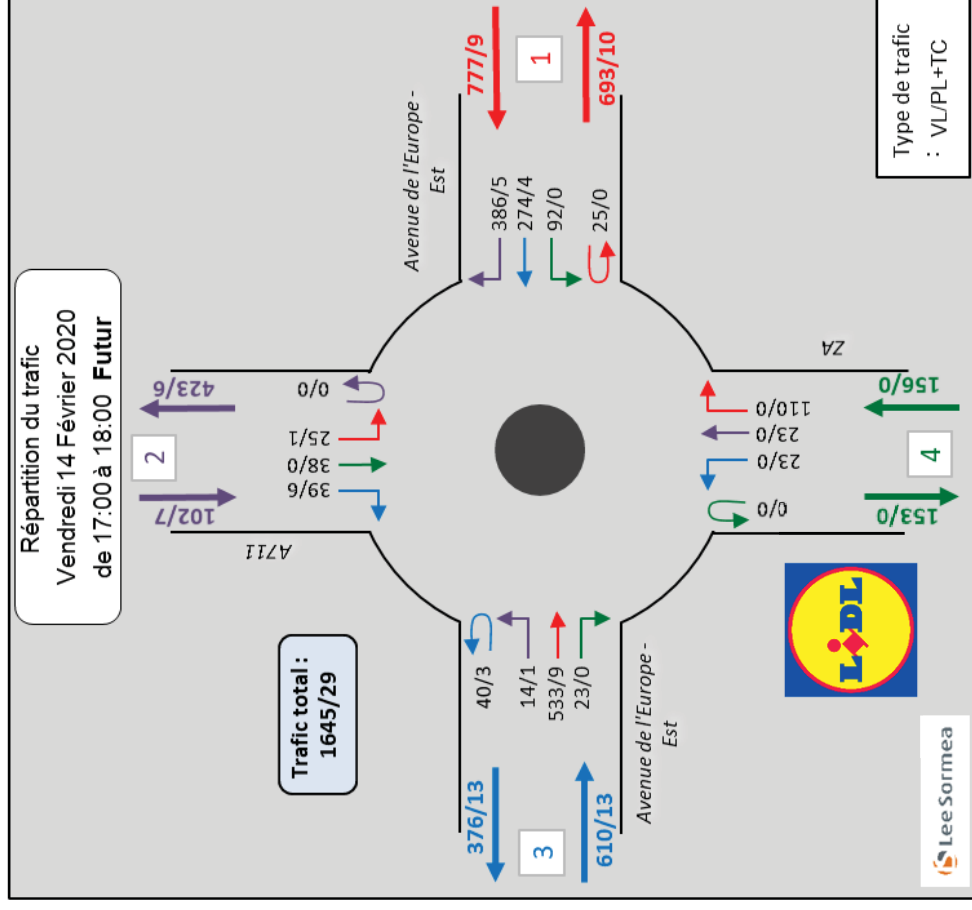 Répartition du trafic
Vendredi 14 Février 2020
de 17:00 à 18:00 Futur
Trafic total :
1645/29
2
102/7
423/6
A711
39/6
38/0
25/1
0/0
Avenue de l'Europe -
Est
777/9
1
693/10
386/5
274/4
92/0
25/0
40/3
14/1
533/9
23/0
376/13
3
610/13
Avenue de l'Europe -
Est
ZA
0/0
23/0
23/0
110/0
153/0
4
156/0
LiDL
Lee Sormea
Type de trafic
: VL/PL+TC